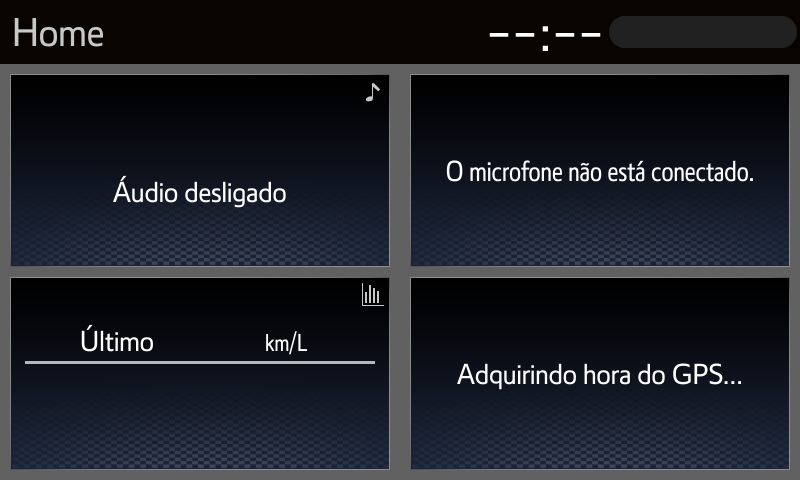 Home
--:--
Áudio desligado
O microfone não está conectado.
Último km/L
Adquirindo hora do GPS...